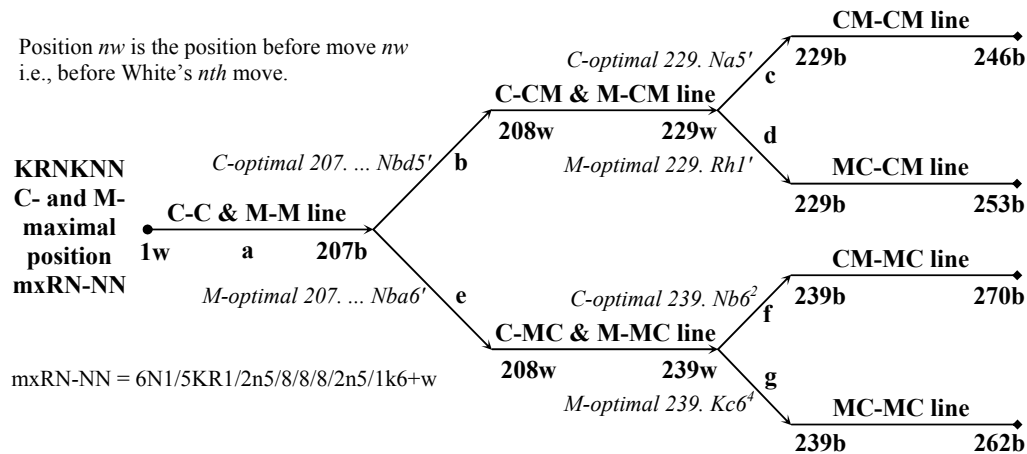 Position nw is the position before move nw
i.e., before White's nth move.
KRNKNN
C- and M-
maximal
position
mxRN-NN
C-C & M-M line
1w
a
207b
C-optimal 207. ... Nbd5'
b
M-optimal 207. ... Nba6'
e
C-CM & M-CM line
208w
229w
C-optimal 229. Na5'
c
M-optimal 229. Rh1'
d
CM-CM line
229b
246b
MC-CM line
229b
253b
C-MC & M-MC line
208w
239w
C-optimal 239. Nb6²
f
M-optimal 239. Kc6⁴
g
CM-MC line
239b
270b
MC-MC line
239b
262b
mxRN-NN = 6N1/5KR1/2n5/8/8/8/2n5/1k6+w